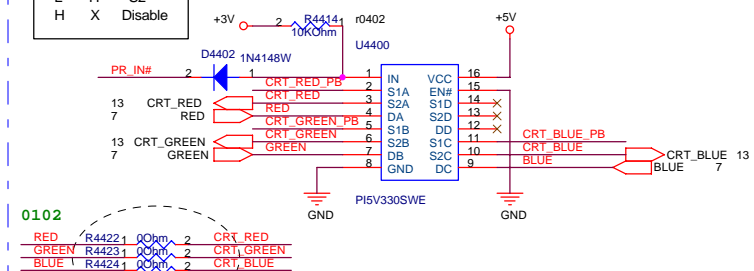 L H S2
H X Disable
+3V 2 R4414 1 r0402 +5V
10KOhm
U4400
D4402 1N4148W
PR_IN# 2 1 1 IN VCC 16
CRT_RED_PB 2 S1A EN# 15
13 CRT_RED CRT_RED 3 S2A S1D 14
7 RED RED 4 DA S2D 13
CRT_GREEN_PB 5 S1B DD 12
13 CRT_GREEN CRT_GREEN 6 S2B S1C 11 CRT_BLUE_PB
7 GREEN GREEN 7 DB S2C 10 CRT_BLUE CRT_BLUE 13
8 GND DC 9 BLUE BLUE 7
PI5V330SWE
GND GND
0102
RED R4422 1 0Ohm 2 CRT_RED
GREEN R4423 1 0Ohm 2 CRT_GREEN
BLUE R4424 1 0Ohm 2 CRT_BLUE